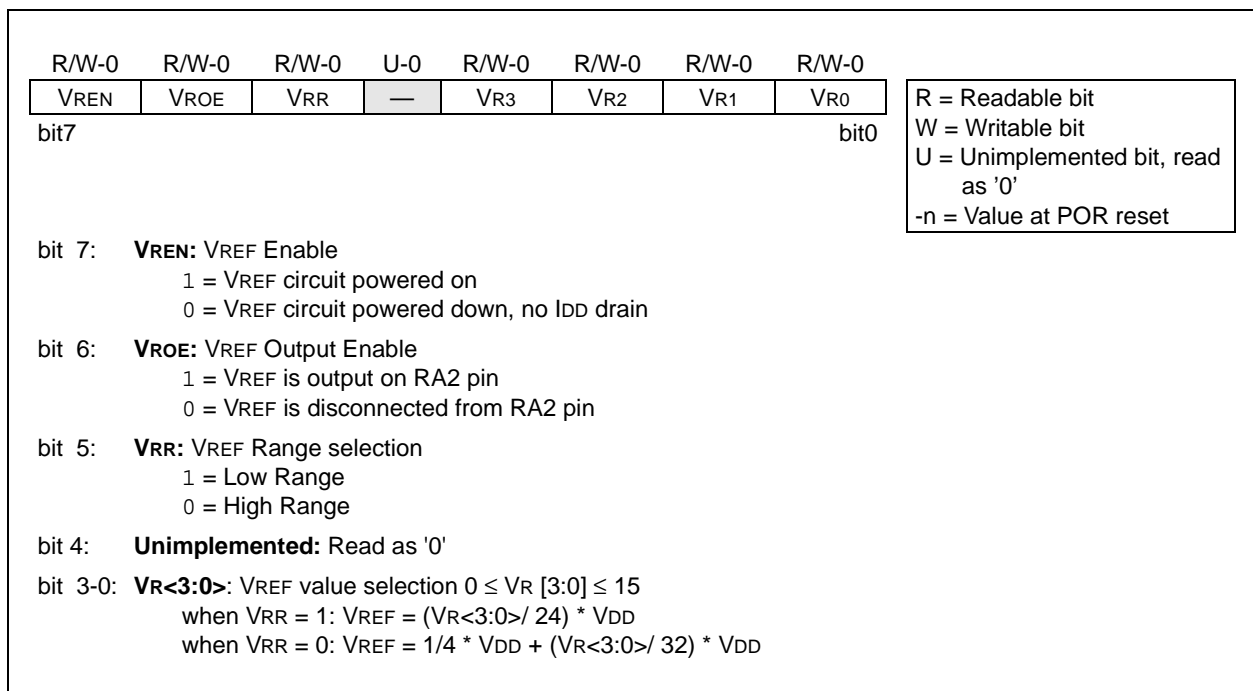 R/W-0 R/W-0 R/W-0 U-0 R/W-0 R/W-0 R/W-0 R/W-0
VREN VROE VRR — VR3 VR2 VR1 VR0
bit7 bit0
R = Readable bit
W = Writable bit
U = Unimplemented bit, read
as '0'
-n = Value at POR reset
bit 7: VREN: VREF Enable
1 = VREF circuit powered on
0 = VREF circuit powered down, no IDD drain
bit 6: VROE: VREF Output Enable
1 = VREF is output on RA2 pin
0 = VREF is disconnected from RA2 pin
bit 5: VRR: VREF Range selection
1 = Low Range
0 = High Range
bit 4: Unimplemented: Read as '0'
bit 3-0: VR<3:0>: VREF value selection 0 ≤ VR [3:0] ≤ 15
when VRR = 1: VREF = (VR<3:0>/ 24) * VDD
when VRR = 0: VREF = 1/4 * VDD + (VR<3:0>/ 32) * VDD